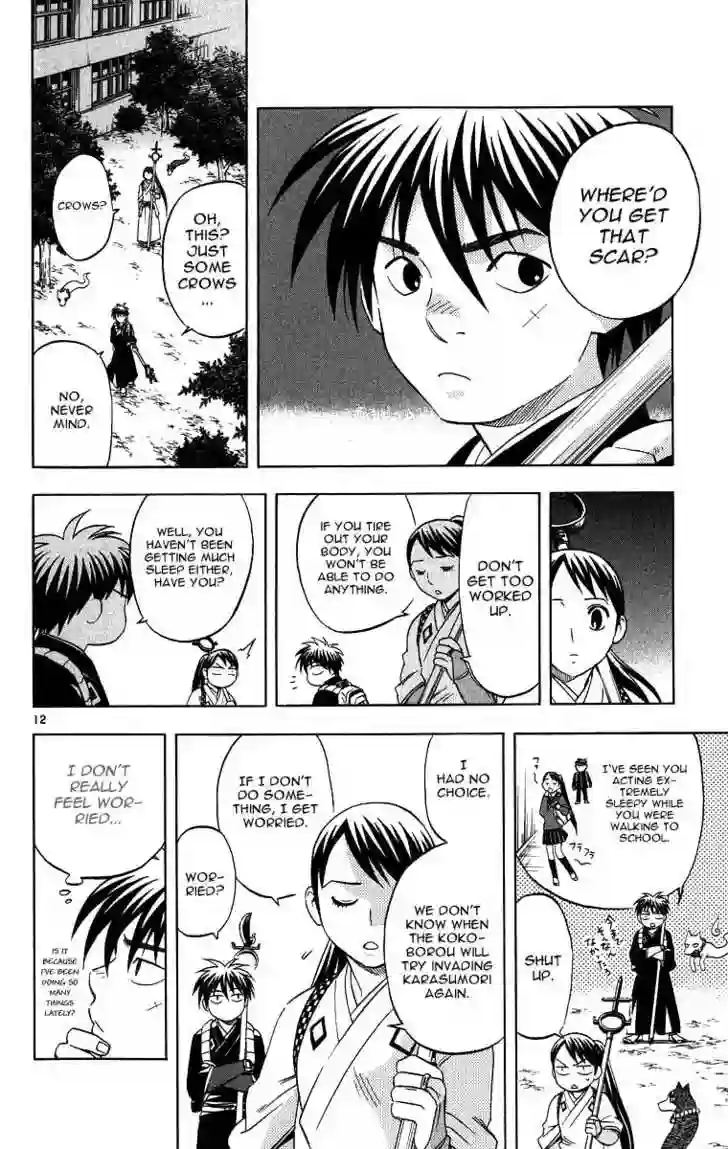 WHERE'D
YOU GET
THAT
SCAR?
OH,
THIS?
JUST
SOME
CROWS
...
CROWS?
NO,
NEVER
MIND.
DON'T
GET TOO
WORKED
UP.
IF YOU TIRE
OUT YOUR
BODY, YOU
WON'T BE
ABLE TO DO
ANYTHING.
WELL, YOU
HAVEN'T BEEN
GETTING MUCH
SLEEP EITHER,
HAVE YOU?
12
I'VE SEEN YOU
ACTING EX-
TREMELY
SLEEPY WHILE
YOU WERE
WALKING TO
SCHOOL.
フラフラ
SHUT
UP.
I
HAD NO
CHOICE.
WE DON'T
KNOW WHEN
THE KOKO-
BOROU WILL
TRY INVADING
KARASUMORI
AGAIN.
IF I DON'T
DO SOME-
THING, I GET
WORRIED.
WOR-
RIED?
I DON'T
REALLY
FEEL WOR-
RIED...
IS IT
BECAUSE
I'VE BEEN
DOING SO
MANY
THINGS
LATELY?